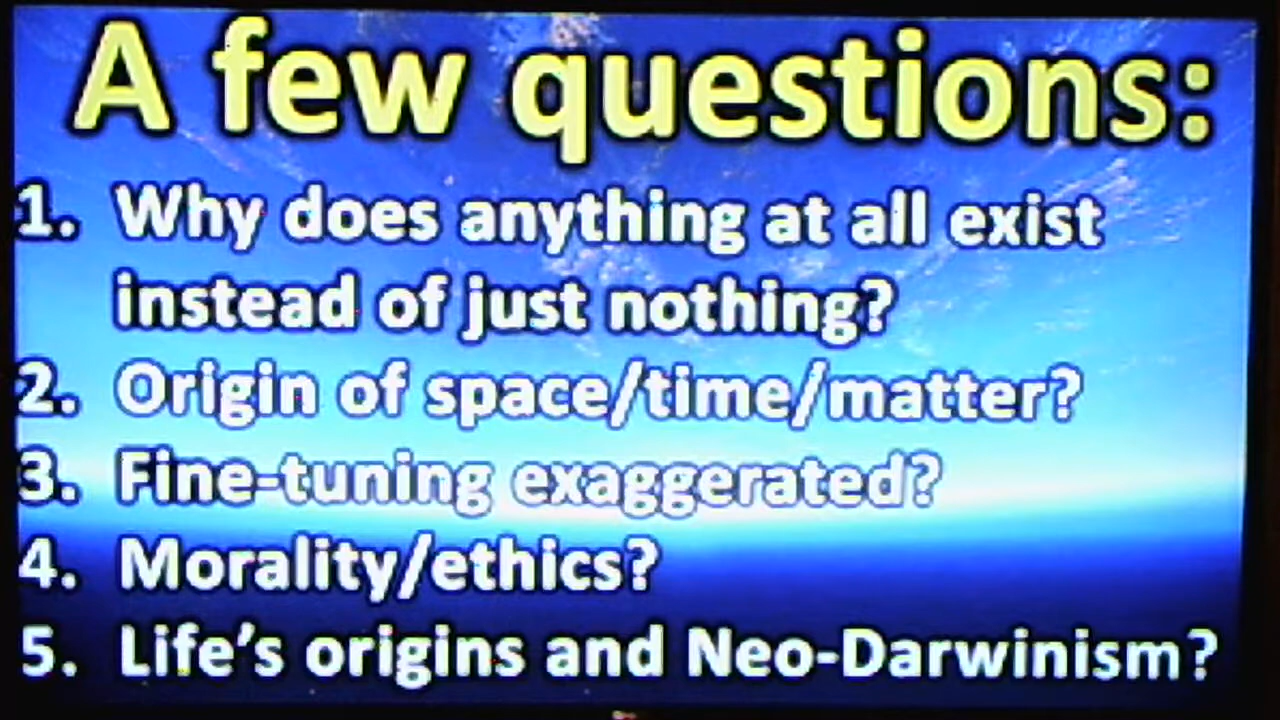 A few questions:
1. Why does anything at all exist
instead of just nothing?
2. Origin of space/time/matter?
3. Fine-tuning exaggerated?
4. Morality/ethics?
5. Life's origins and Neo-Darwinism?